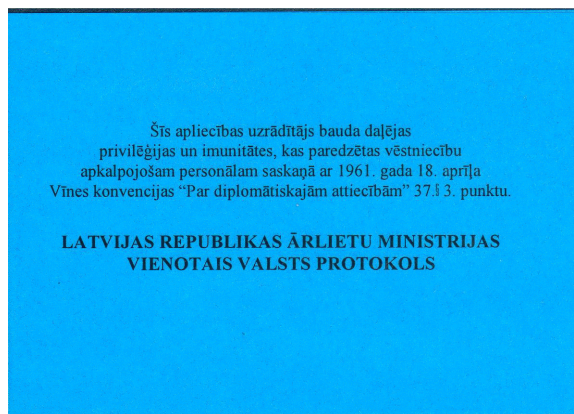 Šīs apliecības uzrādītājs bauda daļējas
privilēģijas un imunitātes, kas paredzētas vēstniecību
apkalpojošam personālam saskaņā ar 1961. gada 18. aprīļa
Vīnes konvencijas “Par diplomātiskajām attiecībām” 37.§ 3. punktu.
LATVIJAS REPUBLIKAS ĀRLIETU MINISTRIJAS
VIENOTAIS VALSTS PROTOKOLS